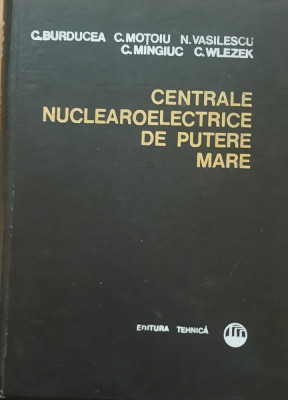 G.BURDUCEA C.MOȚOIU N.VASILESCU
C.MINGIUC C.WLEZEK
CENTRALE
NUCLEAROELECTRICE
DE PUTERE
MARE
EDITURA TEHNICĂ